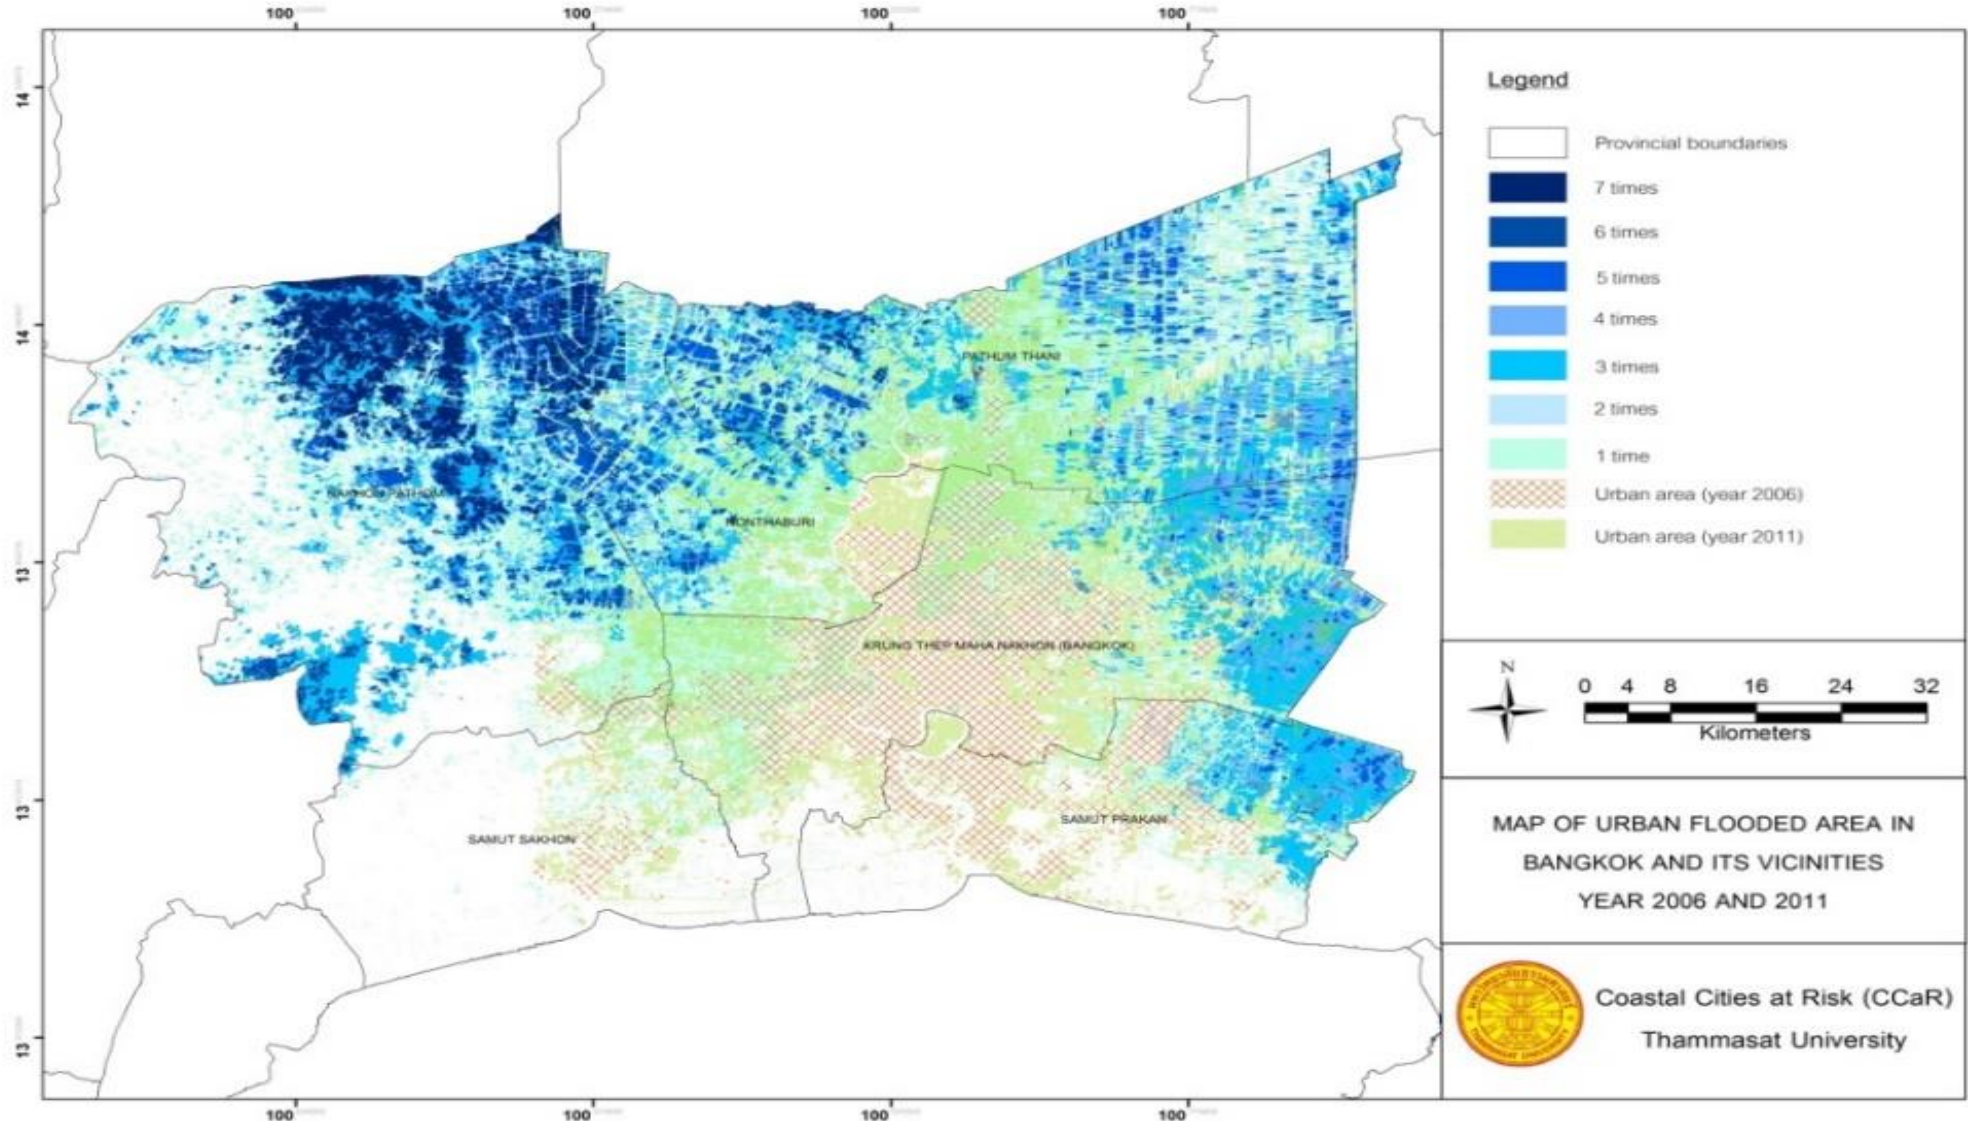 100 100 100 100
14
14
13
13
13
PATHUM THANI
NAKHON PATHOM
NONTHABURI
KRUNG THEP MAHA NAKHON (BANGKOK)
SAMUT PRAKAN
SAMUT SAKHON
100 100 100 100
Legend
Provincial boundaries
7 times
6 times
5 times
4 times
3 times
2 times
1 time
Urban area (year 2006)
Urban area (year 2011)
N
0 4 8 16 24 32
Kilometers
MAP OF URBAN FLOODED AREA IN
BANGKOK AND ITS VICINITIES
YEAR 2006 AND 2011
THAMMASAT UNIVERSITY
Coastal Cities at Risk (CCaR)
Thammasat University